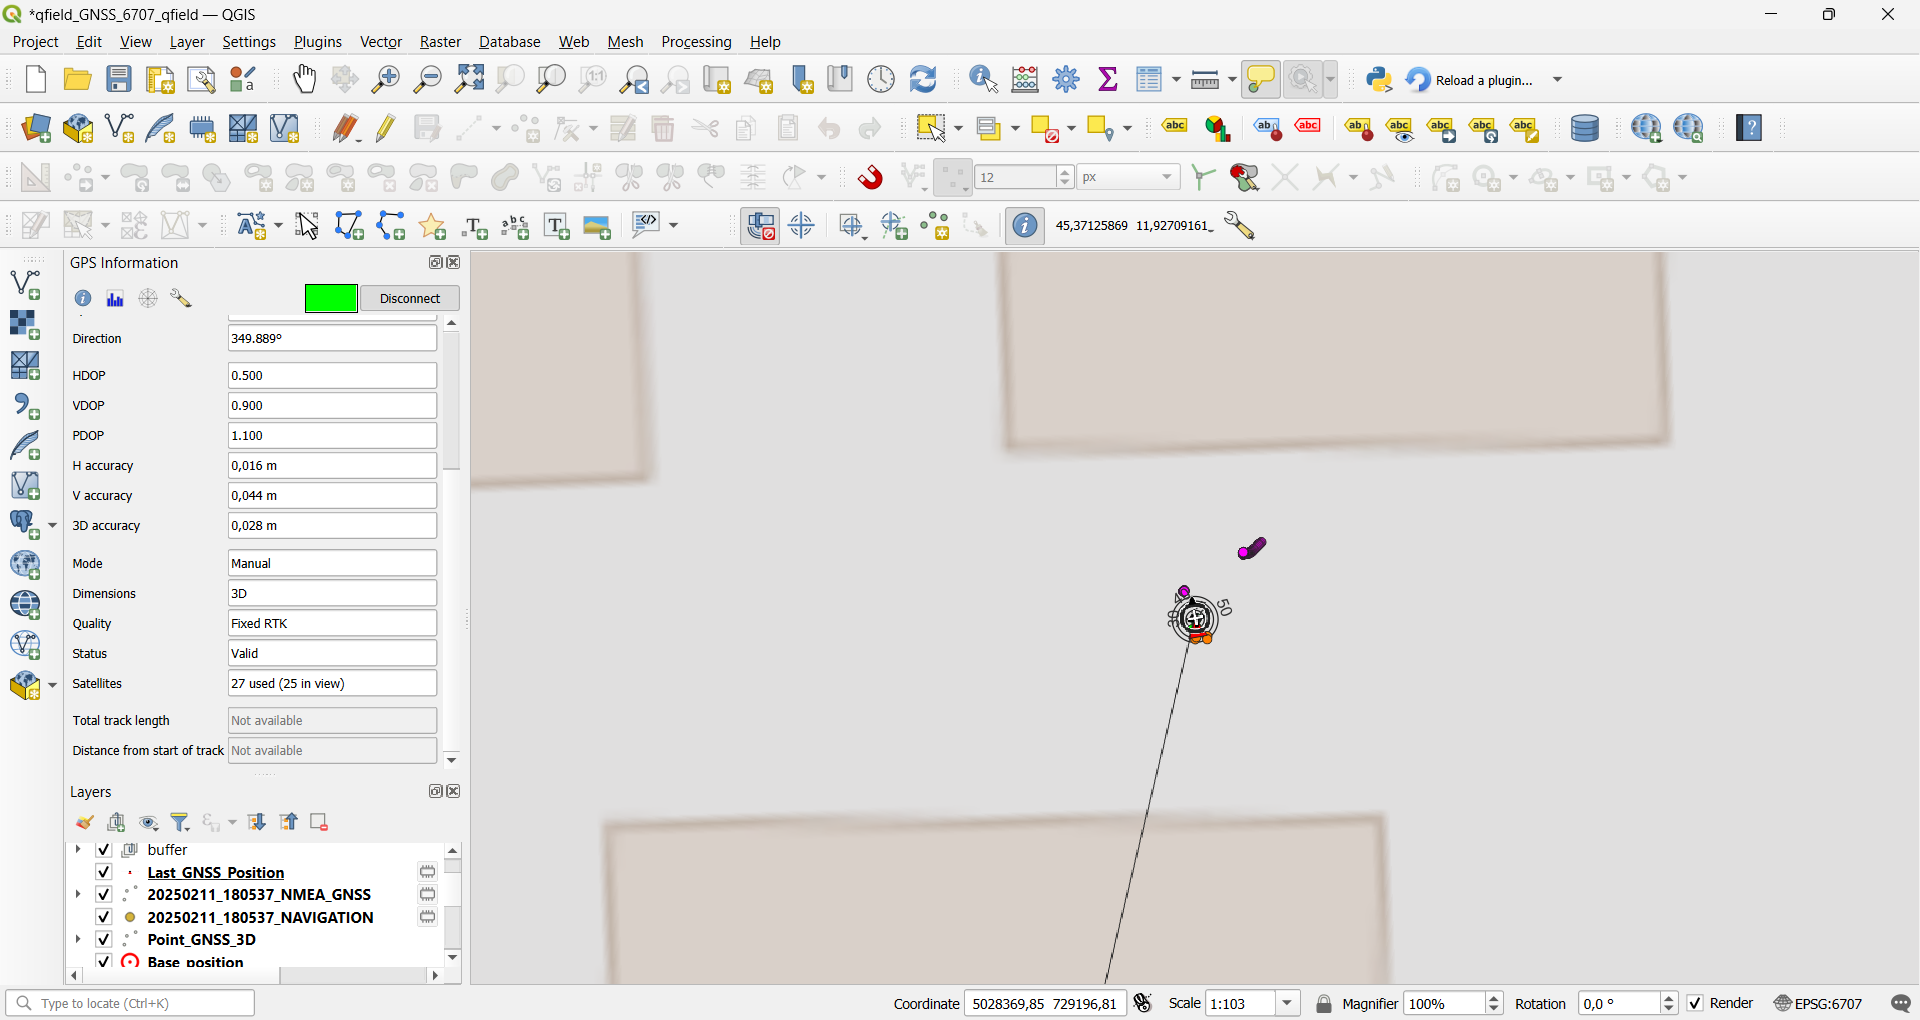 *qfield_GNSS_6707_qfield — QGIS
Project Edit View Layer Settings Plugins Vector Raster Database Web Mesh Processing Help
Reload a plugin...
abc abc
12 px
45,37125869 11,92709161
GPS Information
Disconnect
Direction 349.889°
HDOP 0.500
VDOP 0.900
PDOP 1.100
H accuracy 0,016 m
V accuracy 0,044 m
3D accuracy 0,028 m
Mode Manual
Dimensions 3D
Quality Fixed RTK
Status Valid
Satellites 27 used (25 in view)
Total track length Not available
Distance from start of track Not available
50
Layers
buffer
Last_GNSS_Position
20250211_180537_NMEA_GNSS
20250211_180537_NAVIGATION
Point_GNSS_3D
Base position
Type to locate (Ctrl+K) Coordinate 5028369,85 729196,81 Scale 1:103 Magnifier 100% Rotation 0,0 ° Render EPSG:6707